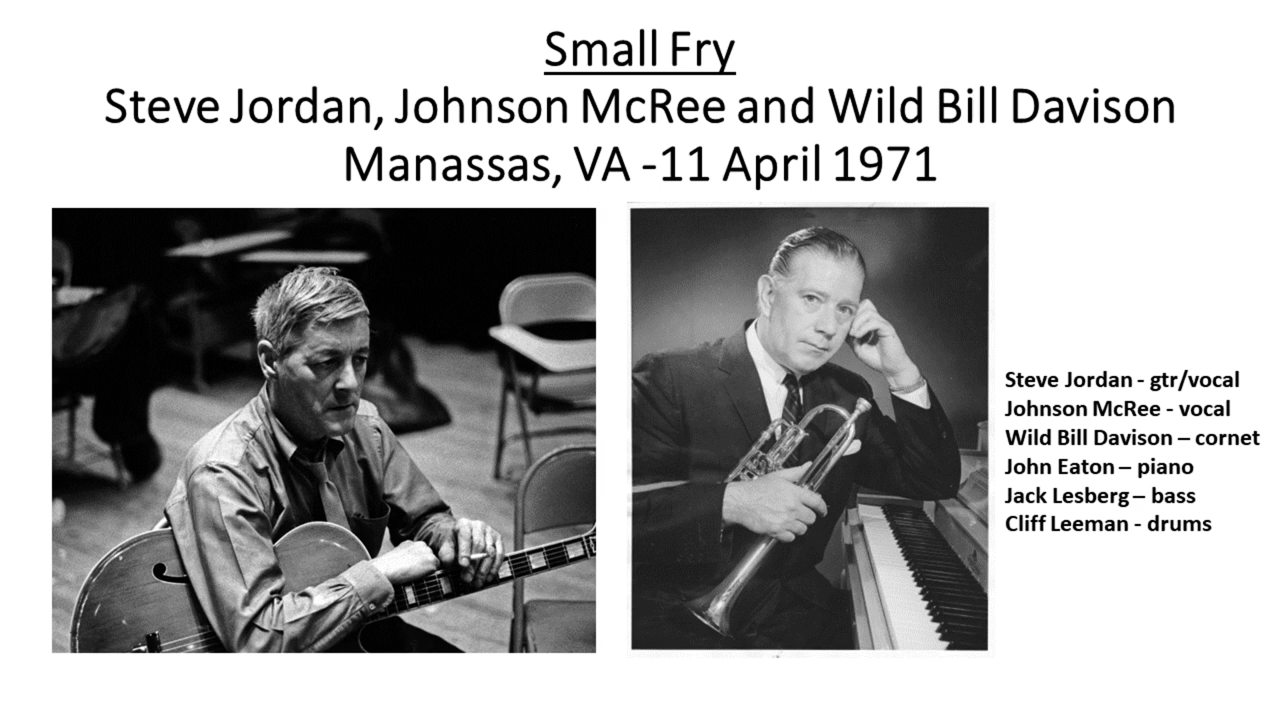 Small Fry
Steve Jordan, Johnson McRee and Wild Bill Davison
Manassas, VA -11 April 1971
Steve Jordan - gtr/vocal
Johnson McRee - vocal
Wild Bill Davison – cornet
John Eaton – piano
Jack Lesberg – bass
Cliff Leeman - drums